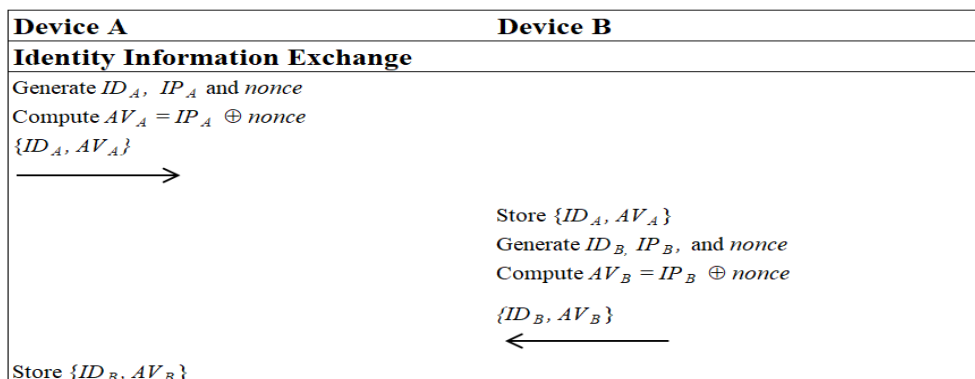 Device A Device B
Identity Information Exchange
Generate ID_A, IP_A and nonce
Compute AV_A = IP_A ⊕ nonce
{ID_A, AV_A}
Store {ID_A, AV_A}
Generate ID_B, IP_B, and nonce
Compute AV_B = IP_B ⊕ nonce
{ID_B, AV_B}
Store {ID_B, AV_B}